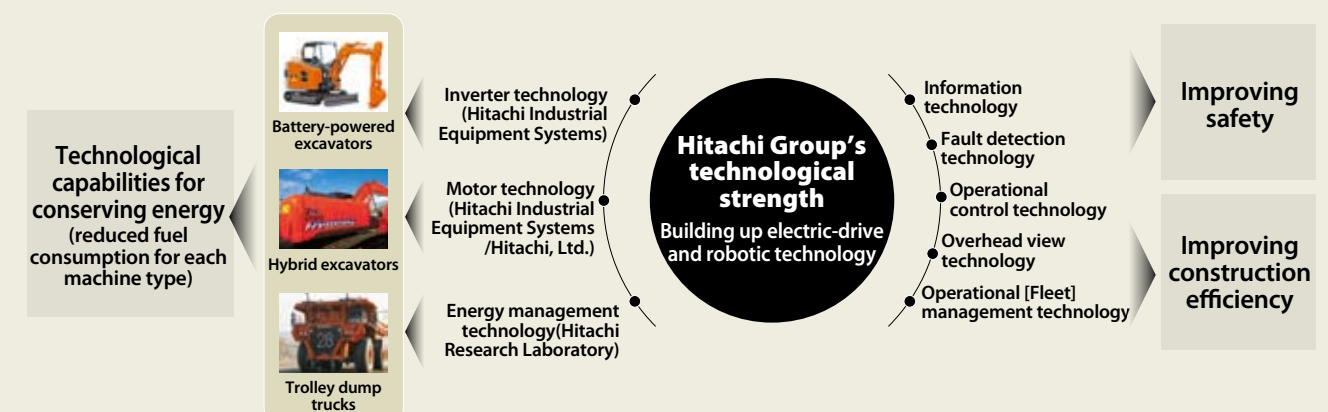 Technological
capabilities for
conserving energy
(reduced fuel
consumption for each
machine type)
Battery-powered
excavators
Hybrid excavators
28
Trolley dump
trucks
Inverter technology
(Hitachi Industrial
Equipment Systems)
Motor technology
(Hitachi Industrial
Equipment Systems
/Hitachi, Ltd.)
Energy management
technology(Hitachi
Research Laboratory)
Hitachi Group's
technological
strength
Building up electric-drive
and robotic technology
Information
technology
Fault detection
technology
Operational
control technology
Overhead view
technology
Operational [Fleet]
management technology
Improving
safety
Improving
construction
efficiency